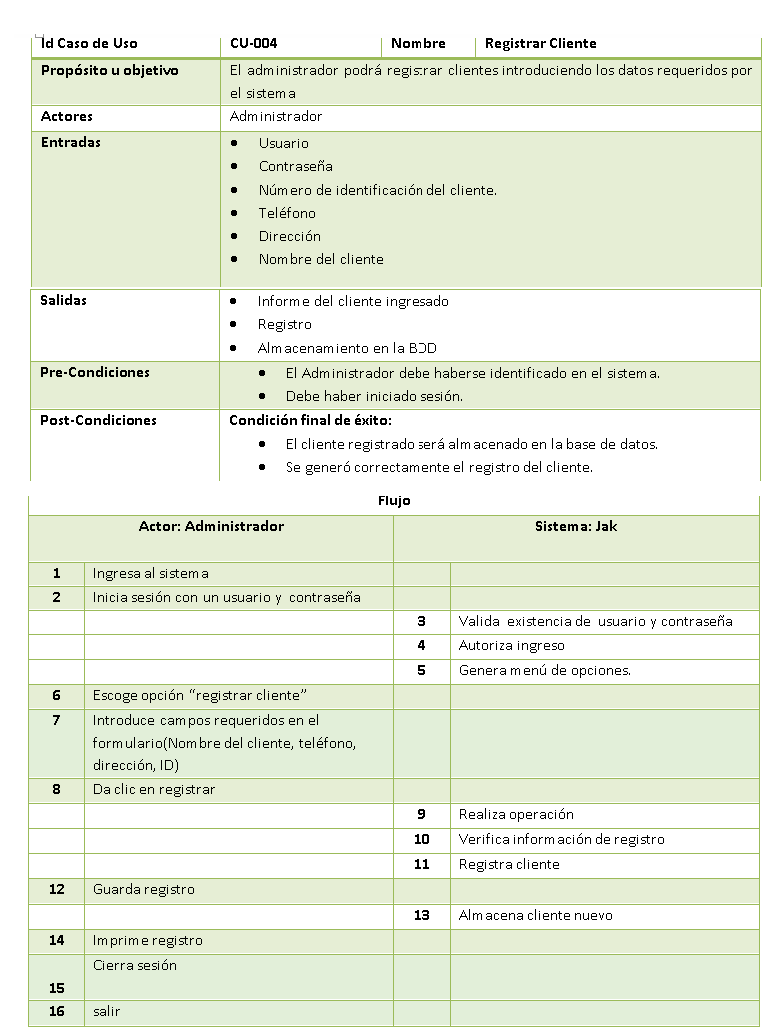 Id Caso de Uso CU-004 Nombre Registrar Cliente
Propósito u objetivo El administrador podrá registrar clientes introduciendo los datos requeridos por
el sistema
Actores Administrador
Entradas • Usuario
• Contraseña
• Número de identificación del cliente.
• Teléfono
• Dirección
• Nombre del cliente
Salidas • Informe del cliente ingresado
• Registro
• Almacenamiento en la BDD
Pre-Condiciones • El Administrador debe haberse identificado en el sistema.
• Debe haber iniciado sesión.
Post-Condiciones Condición final de éxito:
• El cliente registrado será almacenado en la base de datos.
• Se generó correctamente el registro del cliente.
Flujo
Actor: Administrador Sistema: Jak
1 Ingresa al sistema
2 Inicia sesión con un usuario y contraseña
3 Valida existencia de usuario y contraseña
4 Autoriza ingreso
5 Genera menú de opciones.
6 Escoge opción “registrar cliente”
7 Introduce campos requeridos en el
formulario(Nombre del cliente, teléfono,
dirección, ID)
8 Da clic en registrar
9 Realiza operación
10 Verifica información de registro
11 Registra cliente
12 Guarda registro
13 Almacena cliente nuevo
14 Imprime registro
Cierra sesión
15
16 salir